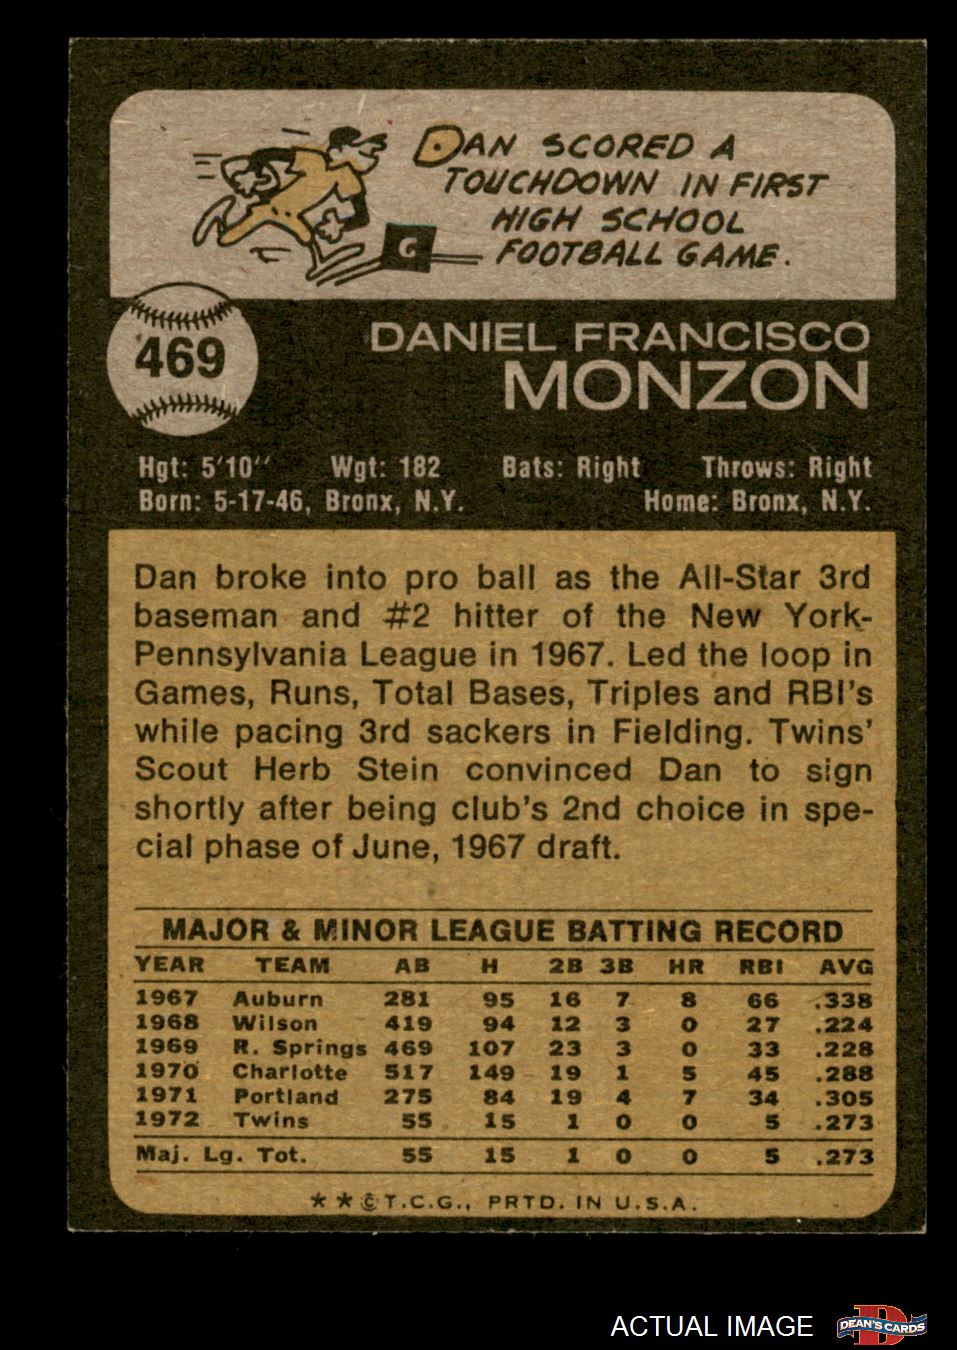 DAN SCORED A
TOUCHDOWN IN FIRST
HIGH SCHOOL
FOOTBALL GAME.
G
469
DANIEL FRANCISCO
MONZON
Hgt: 5'10" Wgt: 182 Bats: Right Throws: Right
Born: 5-17-46, Bronx, N.Y. Home: Bronx, N.Y.
Dan broke into pro ball as the All-Star 3rd
baseman and #2 hitter of the New York-
Pennsylvania League in 1967. Led the loop in
Games, Runs, Total Bases, Triples and RBI's
while pacing 3rd sackers in Fielding. Twins'
Scout Herb Stein convinced Dan to sign
shortly after being club's 2nd choice in spe-
cial phase of June, 1967 draft.
MAJOR & MINOR LEAGUE BATTING RECORD
YEAR TEAM AB H 2B 3B HR RBI AVG
1967 Auburn 281 95 16 7 8 66 .338
1968 Wilson 419 94 12 3 0 27 .224
1969 R. Springs 469 107 23 3 0 33 .228
1970 Charlotte 517 149 19 1 5 45 .288
1971 Portland 275 84 19 4 7 34 .305
1972 Twins 55 15 1 0 0 5 .273
Maj. Lg. Tot. 55 15 1 0 0 5 .273
★★©T.C.G., PRTD. IN U.S.A.
ACTUAL IMAGE
D
DEAN'S CARDS